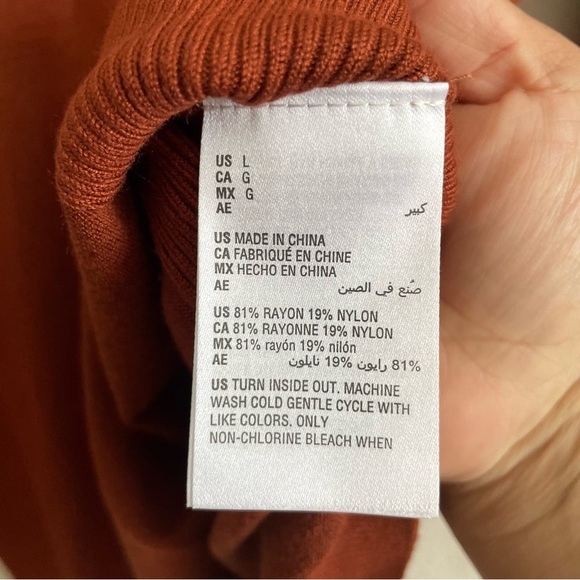 US L
CA G
MX G
AE كبير
US MADE IN CHINA
CA FABRIQUÉ EN CHINE
MX HECHO EN CHINA
AE صُنع في الصين
US 81% RAYON 19% NYLON
CA 81% RAYONNE 19% NYLON
MX 81% rayón 19% nilón
AE 81% رايون 19% نايلون
US TURN INSIDE OUT. MACHINE
WASH COLD GENTLE CYCLE WITH
LIKE COLORS. ONLY
NON-CHLORINE BLEACH WHEN